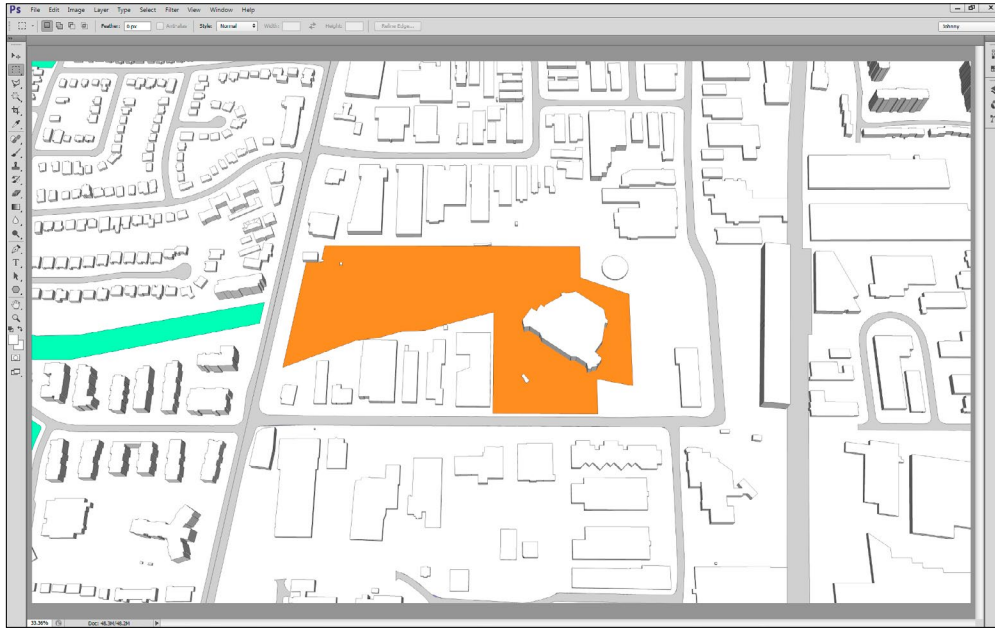 Ps File Edit Image Layer Type Select Filter View Window Help
Feather: 0 px Anti-alias Style: Normal Width: Height: Refine Edge... Johnny
33.36% Doc: 48.3M/48.2M